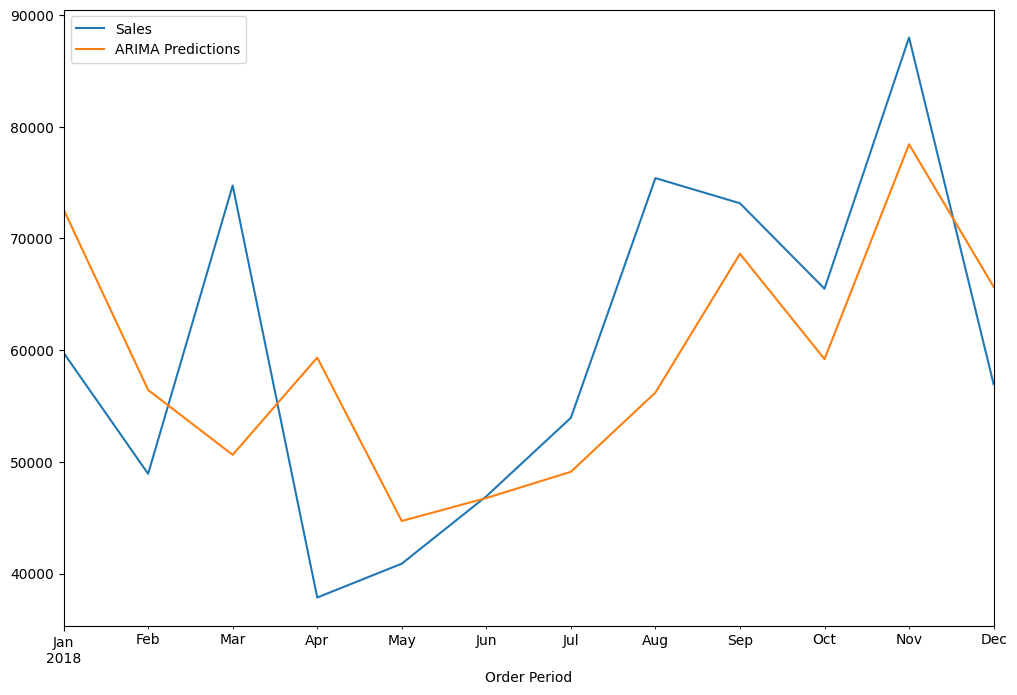 Sales
ARIMA Predictions
90000
80000
70000
60000
50000
40000
Jan Feb Mar Apr May Jun Jul Aug Sep Oct Nov Dec
2018
Order Period